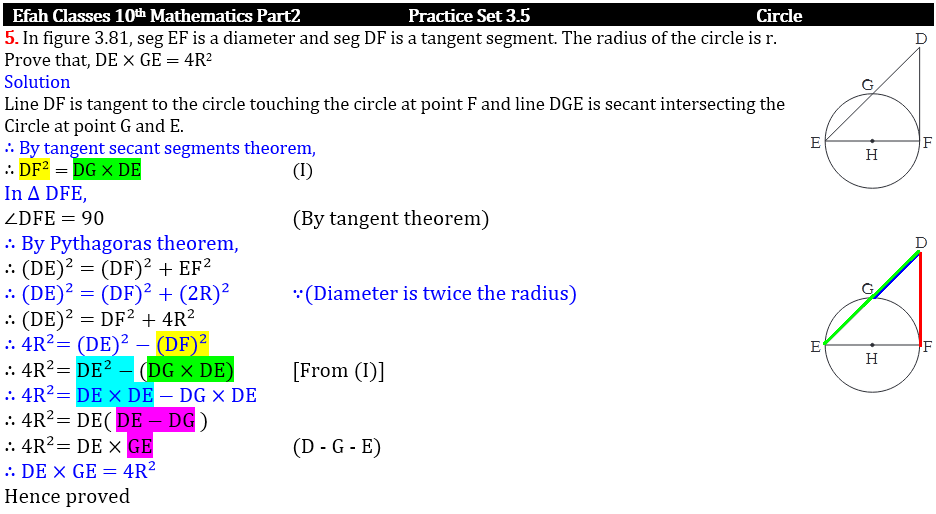 Efah Classes 10th Mathematics Part2 Practice Set 3.5 Circle
5. In figure 3.81, seg EF is a diameter and seg DF is a tangent segment. The radius of the circle is r.
Prove that, DE × GE = 4R²
Solution
Line DF is tangent to the circle touching the circle at point F and line DGE is secant intersecting the
Circle at point G and E.
∴ By tangent secant segments theorem,
∴ DF² = DG × DE (I)
In Δ DFE,
∠DFE = 90 (By tangent theorem)
∴ By Pythagoras theorem,
∴ (DE)² = (DF)² + EF²
∴ (DE)² = (DF)² + (2R)² ∵(Diameter is twice the radius)
∴ (DE)² = DF² + 4R²
∴ 4R²= (DE)² − (DF)²
∴ 4R²= DE² − (DG × DE) [From (I)]
∴ 4R²= DE × DE − DG × DE
∴ 4R²= DE( DE − DG )
∴ 4R²= DE × GE (D - G - E)
∴ DE × GE = 4R²
Hence proved
D
G
E
F
H
D
G
E
F
H